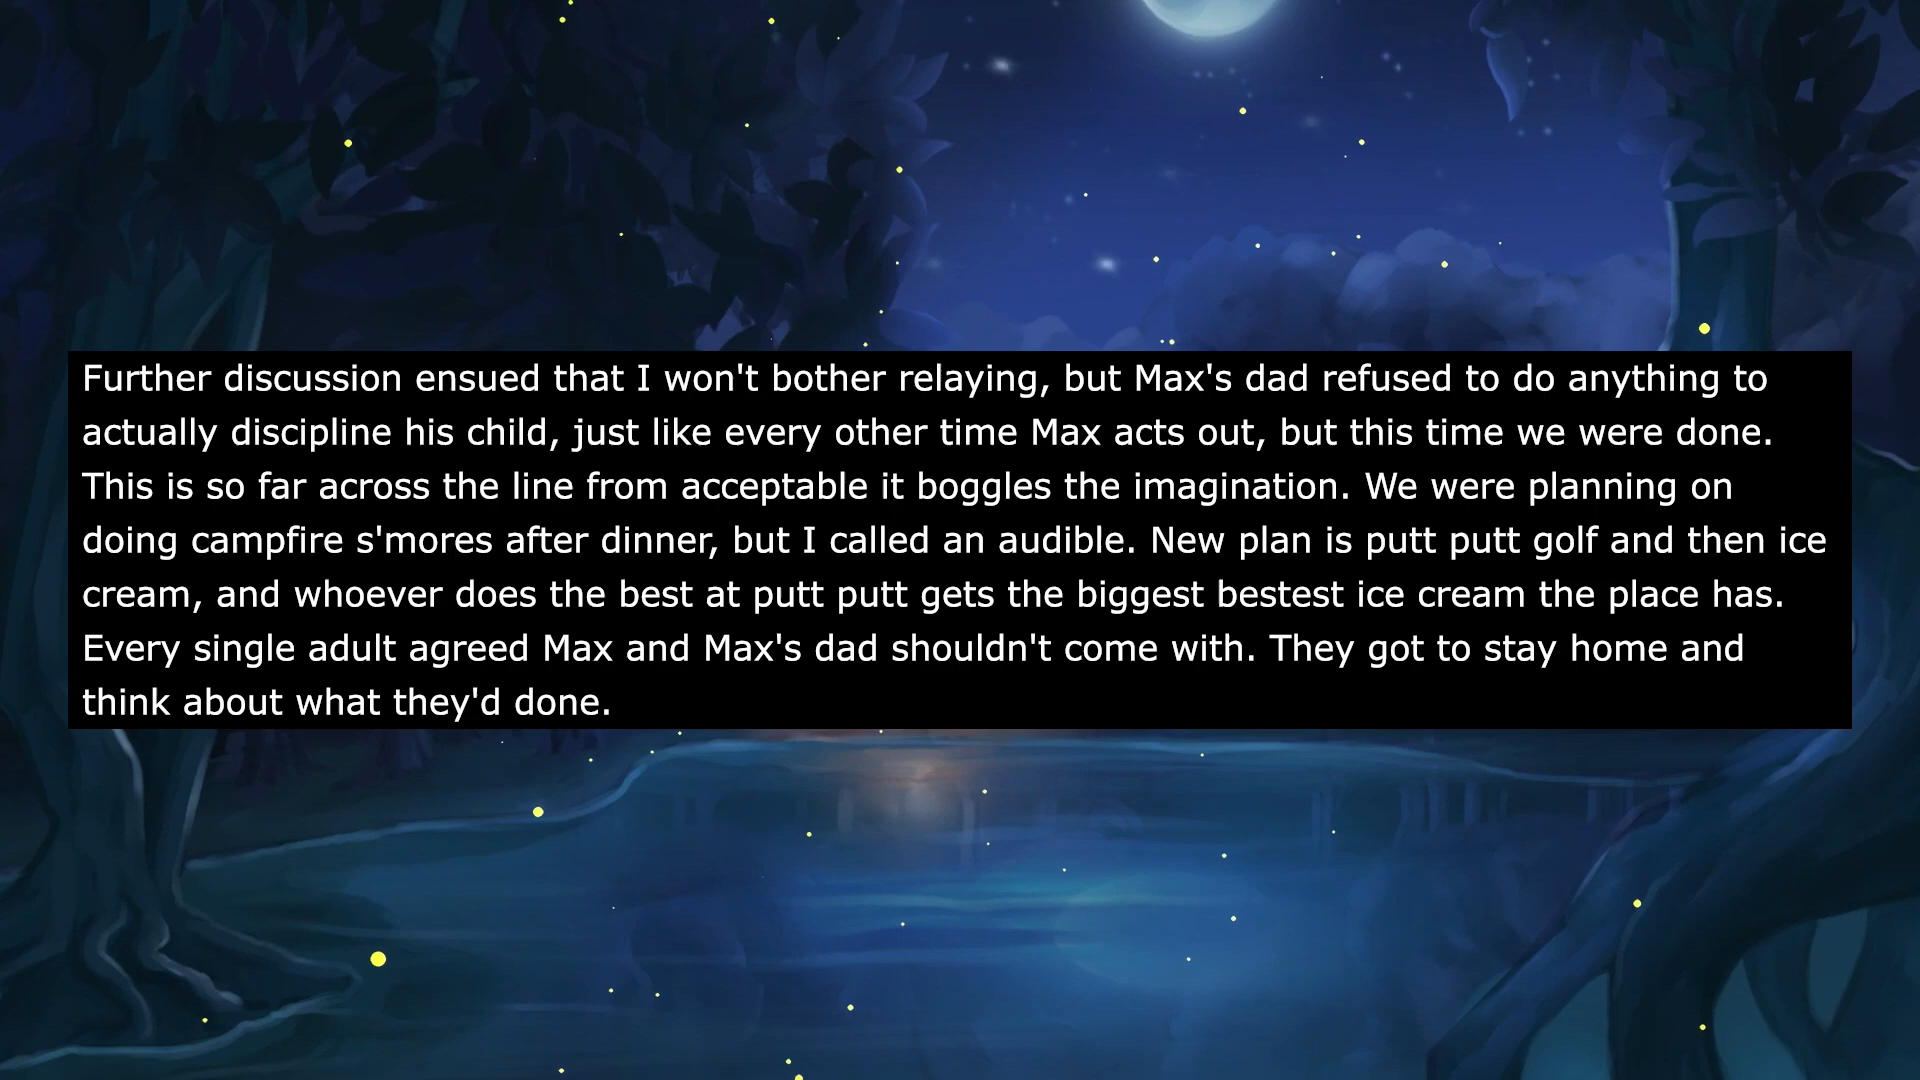 Further discussion ensued that I won't bother relaying, but Max's dad refused to do anything to
actually discipline his child, just like every other time Max acts out, but this time we were done.
This is so far across the line from acceptable it boggles the imagination. We were planning on
doing campfire s'mores after dinner, but I called an audible. New plan is putt putt golf and then ice
cream, and whoever does the best at putt putt gets the biggest bestest ice cream the place has.
Every single adult agreed Max and Max's dad shouldn't come with. They got to stay home and
think about what they'd done.